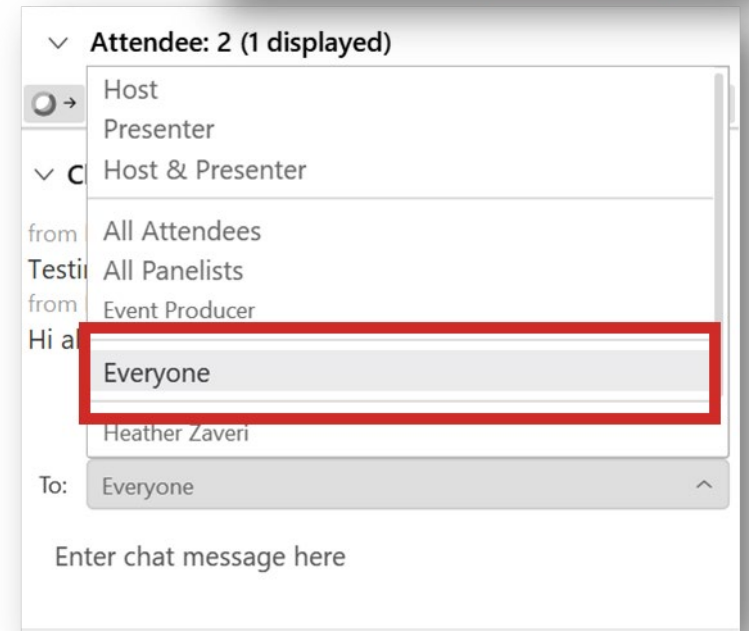 Attendee: 2 (1 displayed)
Host
Presenter
Host & Presenter
from
All Attendees
All Panelists
from
Event Producer
Hi al
Everyone
Heather Zaveri
To: Everyone
Enter chat message here